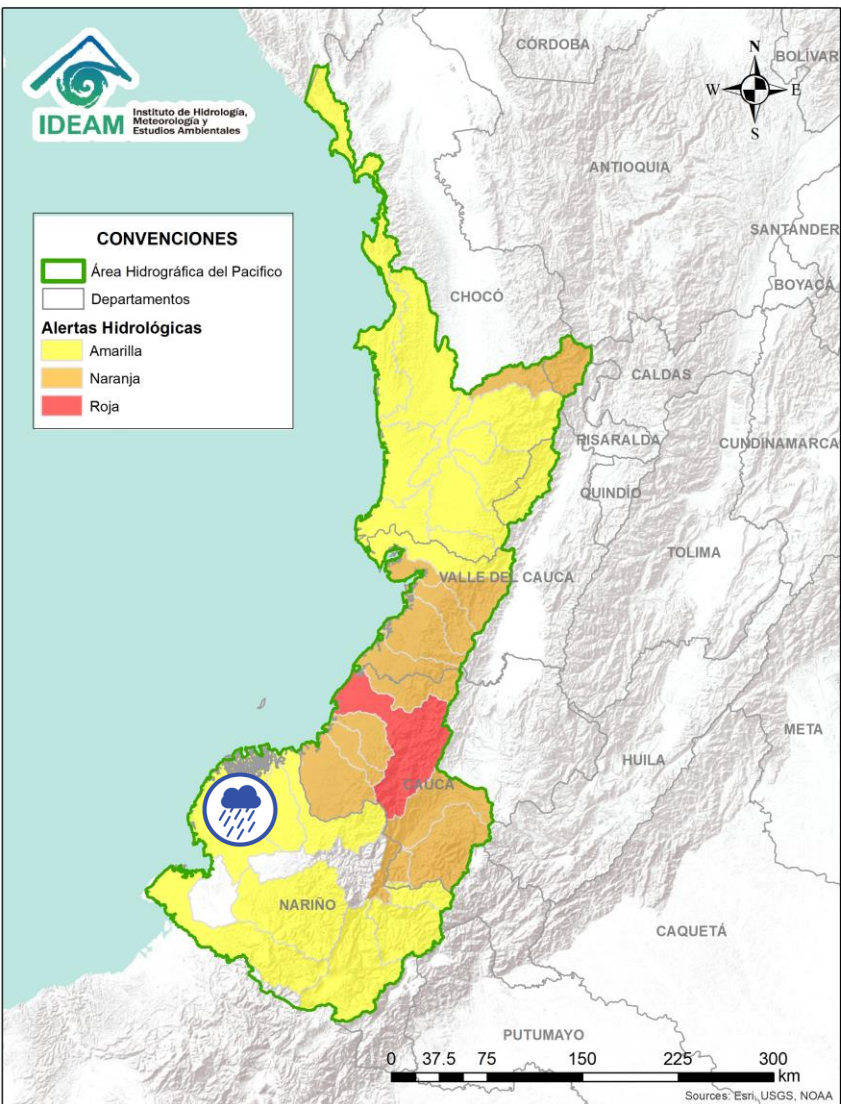 IDEAM
Instituto de Hidrología,
Meteorología y
Estudios Ambientales
CÓRDOBA
BOLÍVAR
N
W
E
S
ANTIOQUIA
SANTANDER
BOYACÁ
CONVENCIONES
Área Hidrográfica del Pacifico
Departamentos
Alertas Hidrológicas
Amarilla
Naranja
Roja
CHOCÓ
CALDAS
RISARALDA
CUNDINAMARCA
QUINDÍO
TOLIMA
VALLE DEL CAUCA
META
HUILA
CAUCA
NARIÑO
CAQUETÁ
PUTUMAYO
0 37.5 75 150 225 300
km
Sources: Esri, USGS, NOAA